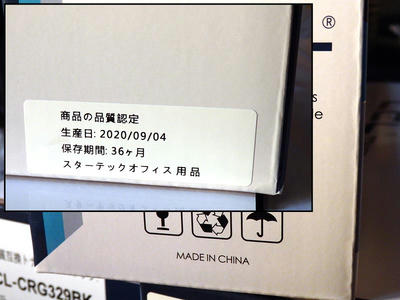 商品の品質認定
生産日: 2020/09/04
保存期間: 36ヶ月
スターテックオフィス用品
®
MADE IN CHINA
CL-CRG329BK